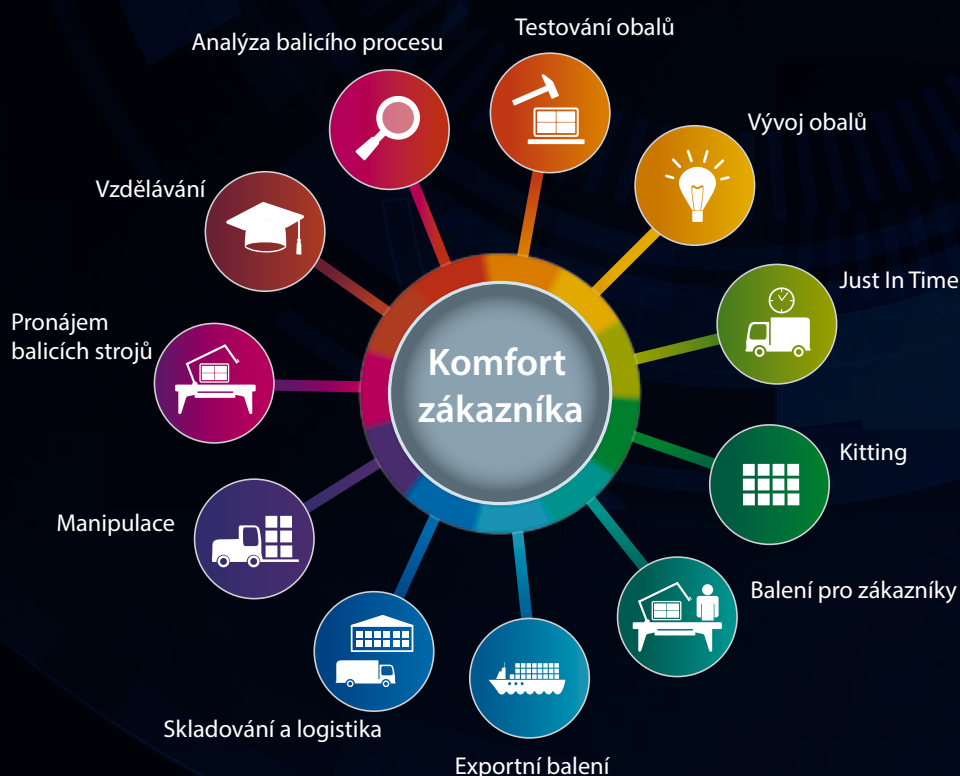 Testování obalů
Analýza balicího procesu
Vývoj obalů
Vzdělávání
Just In Time
Pronájem
balicích strojů
Komfort
zákazníka
Kitting
Manipulace
Balení pro zákazníky
Skladování a logistika
Exportní balení